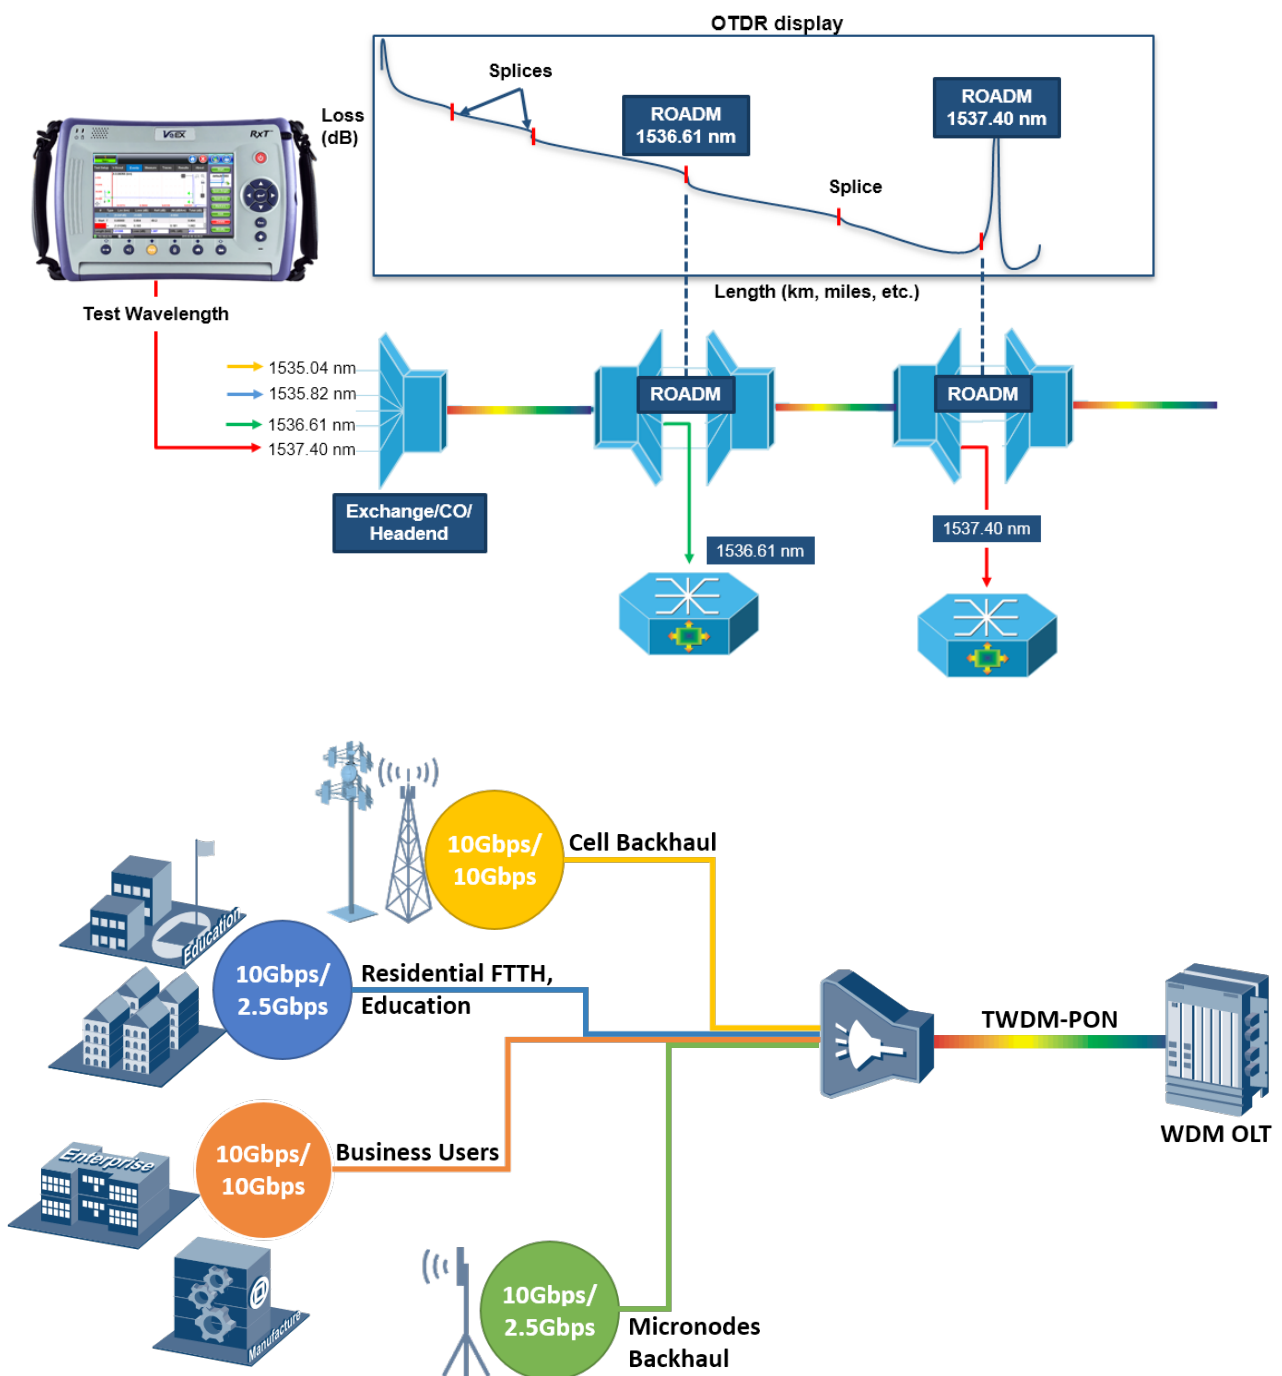 OTDR display
Splices
Loss
(dB)
ROADM
1536.61 nm
ROADM
1537.40 nm
Splice
VeEX
RxT
Length (km, miles, etc.)
Test Wavelength
1535.04 nm
1535.82 nm
1536.61 nm
1537.40 nm
ROADM
ROADM
Exchange/CO/
Headend
1536.61 nm
1537.40 nm
10Gbps/
10Gbps
Cell Backhaul
Education
10Gbps/
2.5Gbps
Residential FTTH,
Education
TWDM-PON
WDM OLT
Enterprise
10Gbps/
10Gbps
Business Users
Manufacture
10Gbps/
2.5Gbps
Micronodes
Backhaul